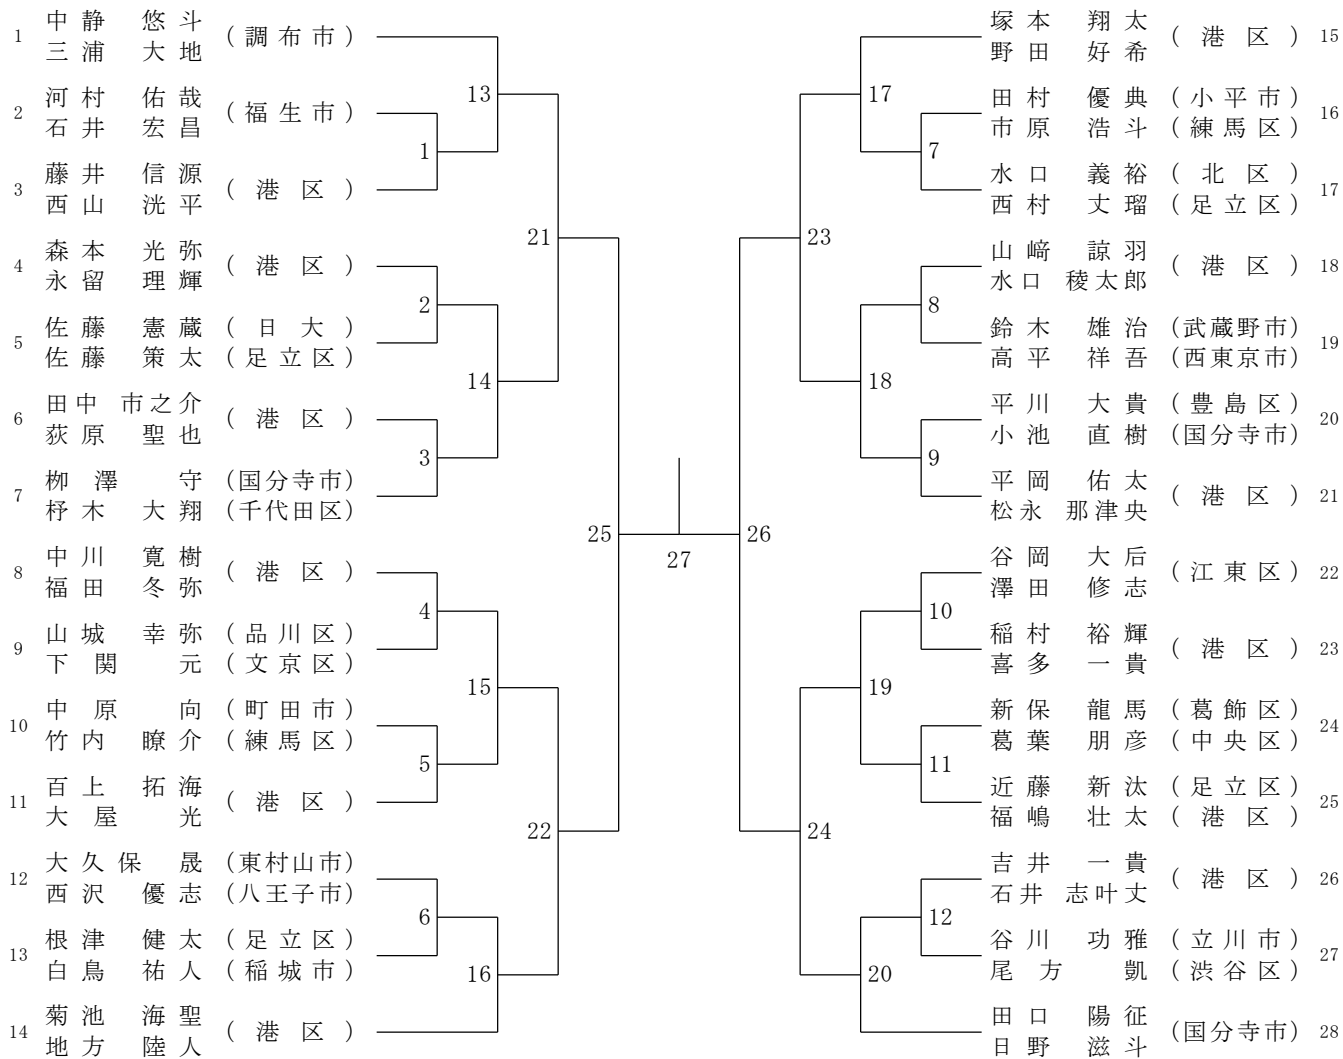 1 中静 悠斗 (調布市)
三浦 大地
2 河村 佑哉 (福生市)
石井 宏昌
3 藤井 信源 (港区)
西山 洸平
4 森本 光弥 (港区)
永留 理輝
5 佐藤 憲蔵 (日大)
佐藤 策太 (足立区)
6 田中 市之介 (港区)
荻原 聖也
7 栁澤 守 (国分寺市)
杼木 大翔 (千代田区)
8 中川 寛樹 (港区)
福田 冬弥
9 山城 幸弥 (品川区)
下関 元 (文京区)
10 中原 向 (町田市)
竹内 瞭介 (練馬区)
11 百上 拓海 (港区)
大屋 光
12 大久保 晟 (東村山市)
西沢 優志 (八王子市)
13 根津 健太 (足立区)
白鳥 祐人 (稲城市)
14 菊池 海聖 (港区)
地方 陸人
1
2
3
4
5
6
13
14
15
16
21
22
25
27
26
23
24
17
18
19
20
7
8
9
10
11
12
塚本 翔太 (港区) 15
野田 好希
田村 優典 (小平市) 16
市原 浩斗 (練馬区)
水口 義裕 (北区) 17
西村 丈瑠 (足立区)
山﨑 諒羽 (港区) 18
水口 稜太郎
鈴木 雄治 (武蔵野市) 19
高平 祥吾 (西東京市)
平川 大貴 (豊島区) 20
小池 直樹 (国分寺市)
平岡 佑太 (港区) 21
松永 那津央
谷岡 大后 (江東区) 22
澤田 修志
稲村 裕輝 (港区) 23
喜多 一貴
新保 龍馬 (葛飾区) 24
葛葉 朋彦 (中央区)
近藤 新汰 (足立区) 25
福嶋 壮太 (港区)
吉井 一貴 (港区) 26
石井 志叶丈
谷川 功雅 (立川市) 27
尾方 凱 (渋谷区)
田口 陽征 (国分寺市) 28
日野 滋斗